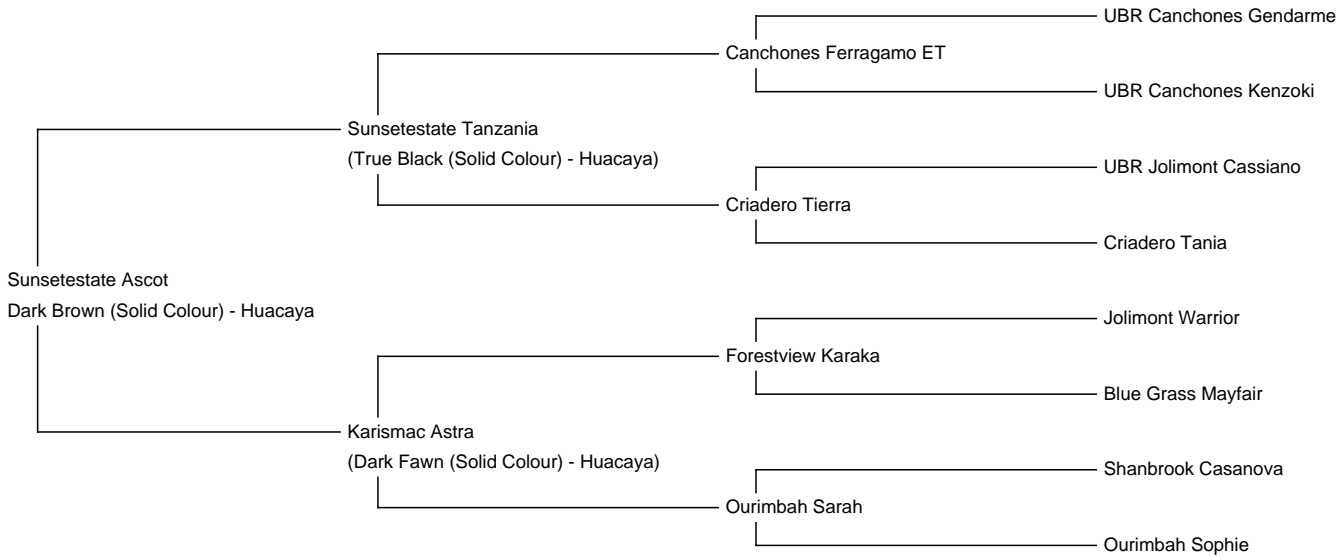 UBR Canchones Gendarme
Canchones Ferragamo ET
UBR Canchones Kenzoki
Sunsetestate Tanzania
(True Black (Solid Colour) - Huacaya)
UBR Jolimont Cassiano
Criadero Tierra
Criadero Tania
Sunsetestate Ascot
Dark Brown (Solid Colour) - Huacaya
Jolimont Warrior
Forestview Karaka
Blue Grass Mayfair
Karismac Astra
(Dark Fawn (Solid Colour) - Huacaya)
Shanbrook Casanova
Ourimbah Sarah
Ourimbah Sophie